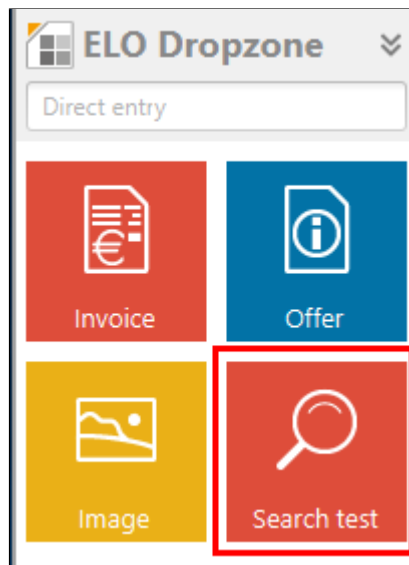 ELO Dropzone
Direct entry
Invoice
Offer
Image
Search test